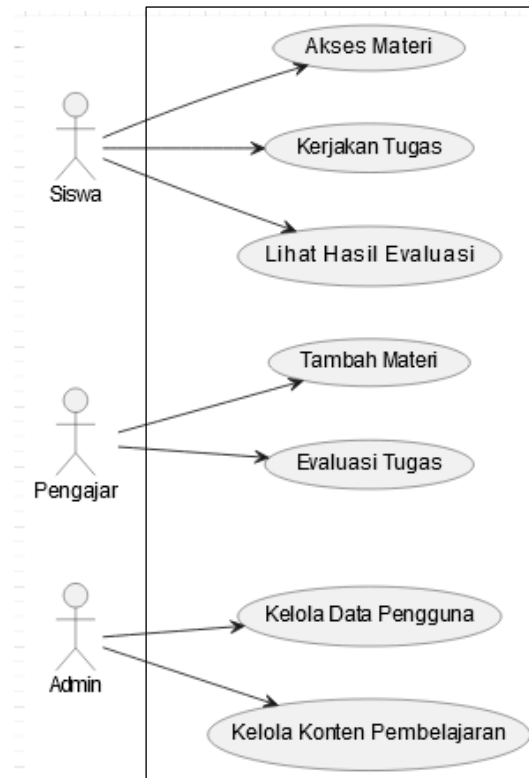 Akses Materi
Kerjakan Tugas
Siswa
Lihat Hasil Evaluasi
Tambah Materi
Evaluasi Tugas
Pengajar
Kelola Data Pengguna
Admin
Kelola Konten Pembelajaran